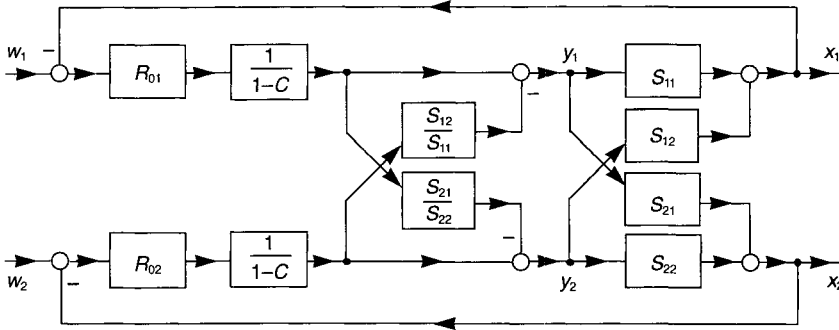 w₁ − R₀₁ 1/(1−C) − y₁ S₁₁ x₁
S₁₂/S₁₁ S₁₂
S₂₁/S₂₂ S₂₁
w₂ − R₀₂ 1/(1−C) − y₂ S₂₂ x₂